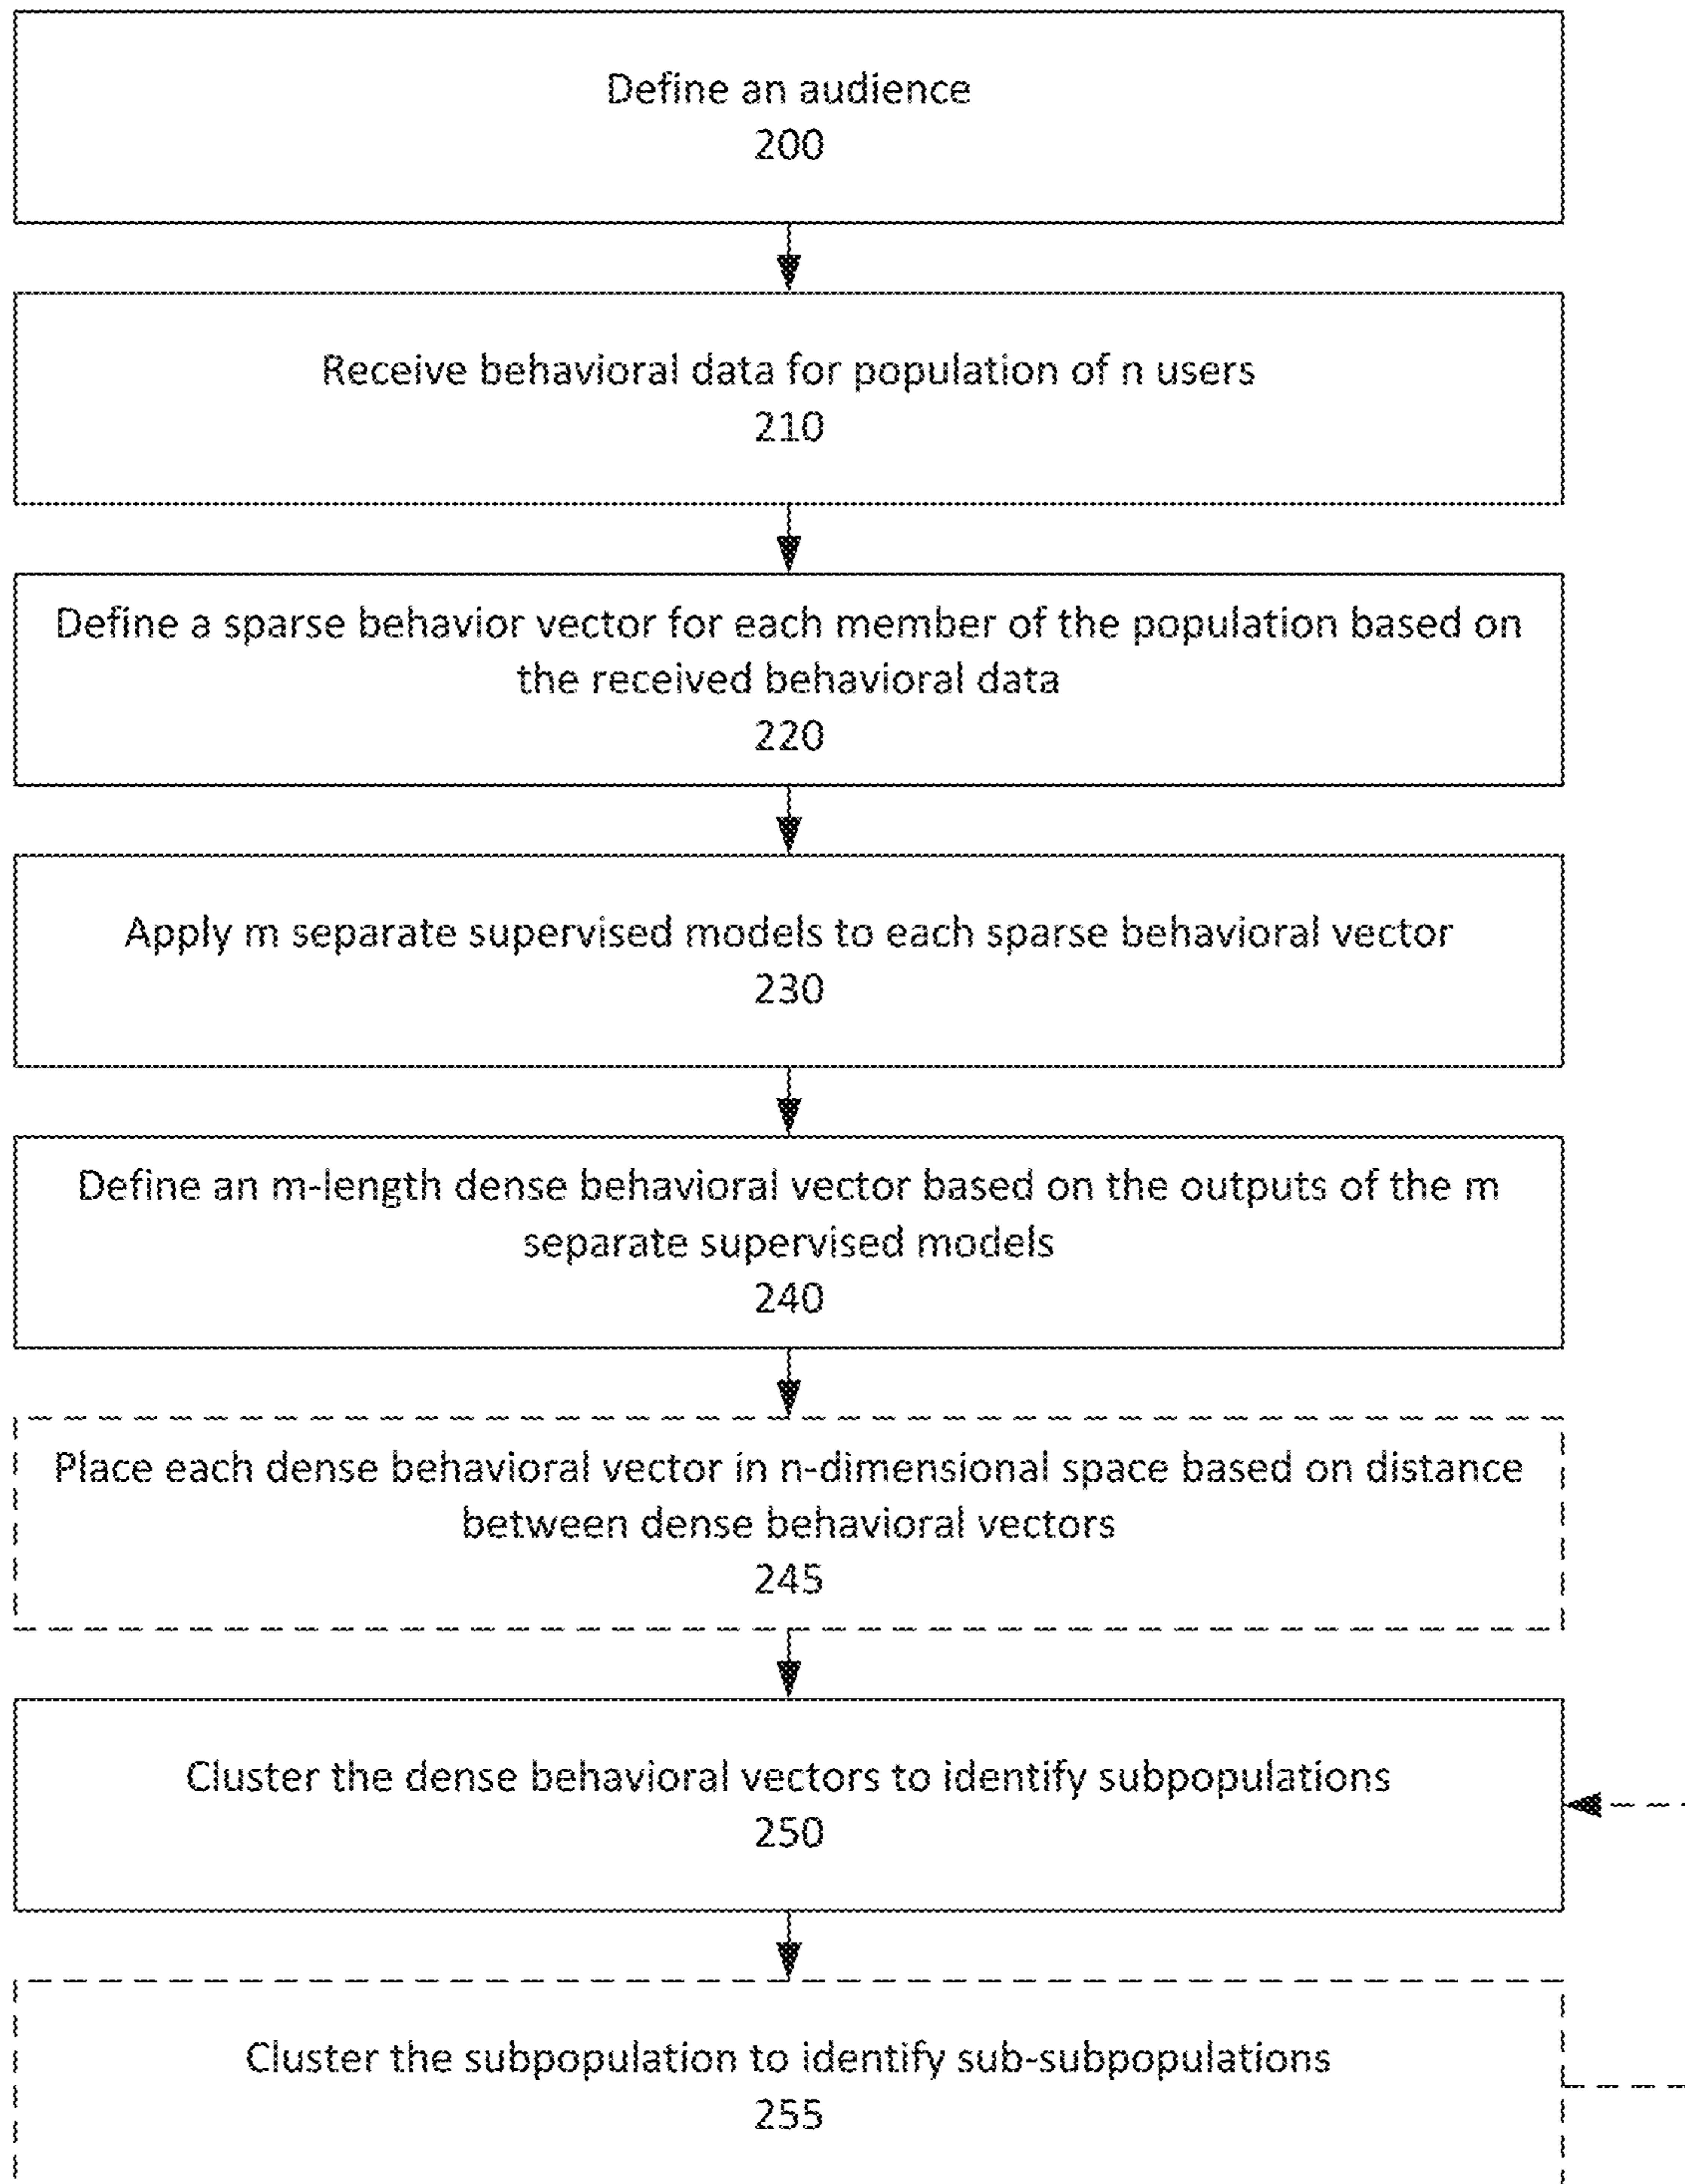 Define an audience
200
Receive behavioral data for population of n users
210
Define a sparse behavior vector for each member of the population based on
the received behavioral data
220
Apply m separate supervised models to each sparse behavioral vector
230
Define an m-length dense behavioral vector based on the outputs of the m
separate supervised models
240
Place each dense behavioral vector in n-dimensional space based on distance
between dense behavioral vectors
245
Cluster the dense behavioral vectors to identify subpopulations
250
Cluster the subpopulation to identify sub-subpopulations
255